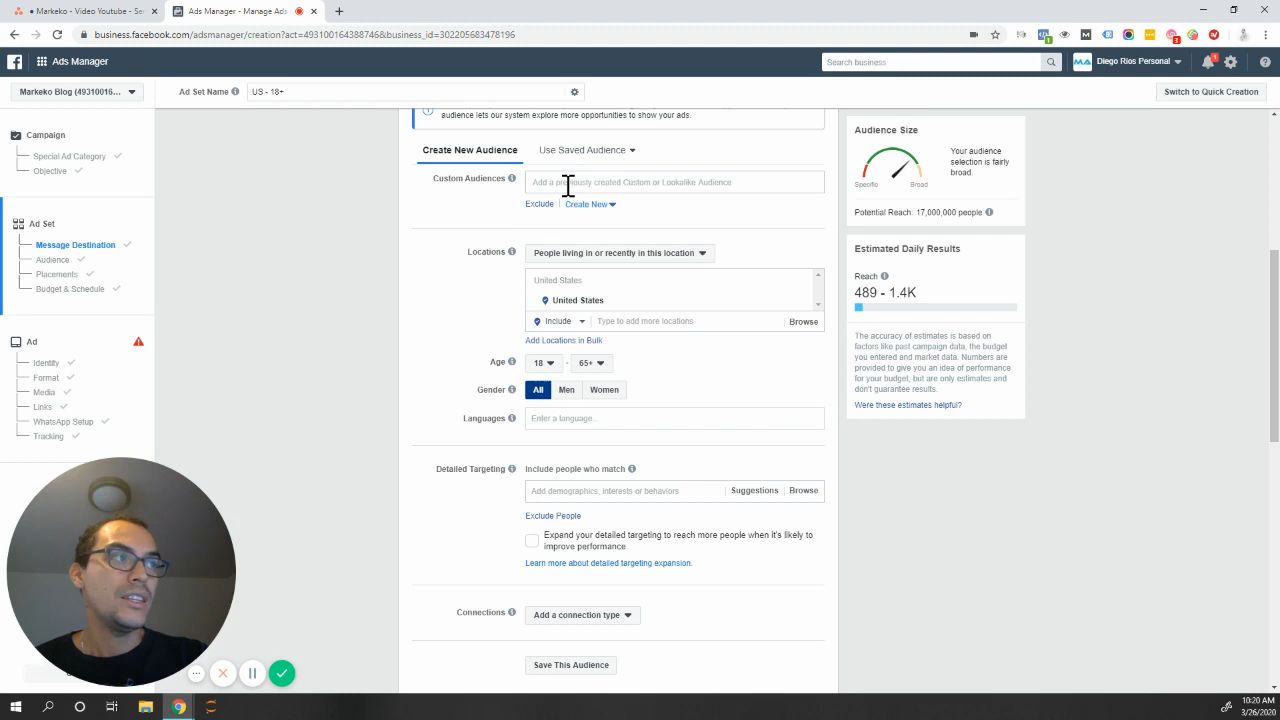 Markeko - Video Youtube - Ser
Ads Manager - Manage Ads
business.facebook.com/adsmanager/creation?act=493100164388746&business_id=3202205683478196
Ads Manager
Search business
Diego Rios Personal
1
Markeko Blog (49310016...
Ad Set Name
US - 18+
Switch to Quick Creation
Campaign
Special Ad Category
Objective
Ad Set
Message Destination
Audience
Placements
Budget & Schedule
Ad
Identity
Format
Media
Links
WhatsApp Setup
Tracking
audience lets our system explore more opportunities to show your ads.
Create New Audience
Use Saved Audience
Custom Audiences
Add a previously created Custom or Lookalike Audience
Exclude
Create New
Locations
People living in or recently in this location
United States
United States
Include
Type to add more locations
Browse
Add Locations in Bulk
Age
18
-
65+
Gender
All
Men
Women
Languages
Enter a language...
Detailed Targeting
Include people who match
Add demographics, interests or behaviors
Suggestions
Browse
Exclude People
Expand your detailed targeting to reach more people when it's likely to
improve performance.
Learn more about detailed targeting expansion.
Connections
Add a connection type
Save This Audience
Audience Size
Your audience
selection is fairly
broad.
Specific
Broad
Potential Reach: 17,000,000 people
Estimated Daily Results
Reach
489 - 1.4K
The accuracy of estimates is based on
factors like past campaign data, the budget
you entered and market data. Numbers are
provided to give you an idea of performance
for your budget, but are only estimates and
don't guarantee results.
Were these estimates helpful?
10:20 AM
3/26/2020